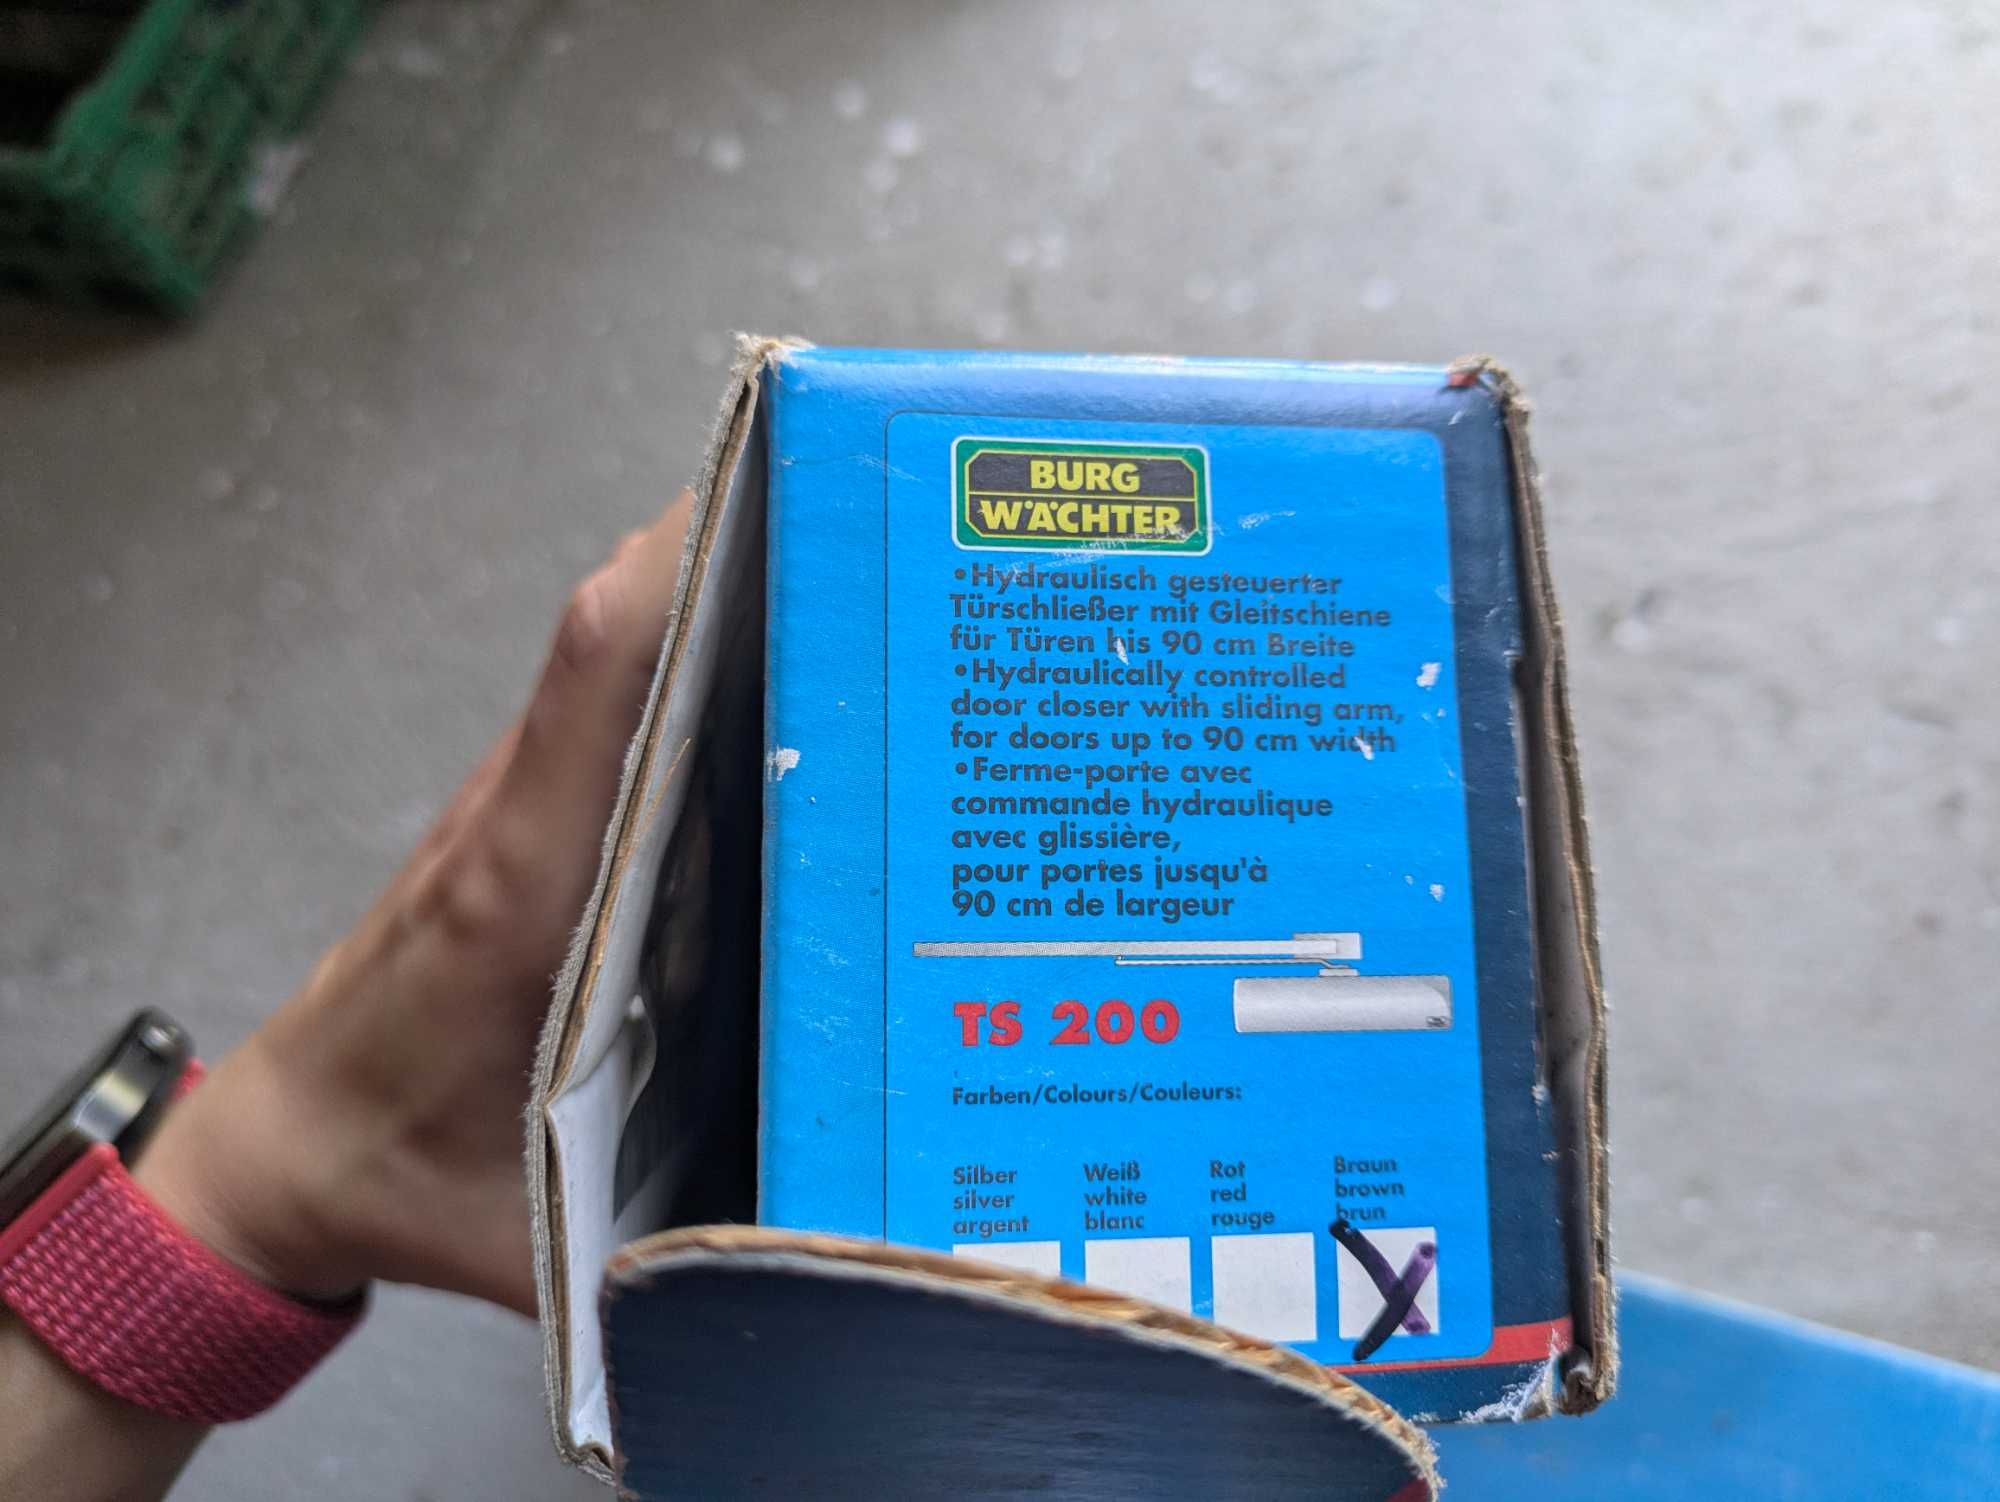 BURG
WÄCHTER
•Hydraulisch gesteuerter
Türschließer mit Gleitschiene
für Türen bis 90 cm Breite
•Hydraulically controlled
door closer with sliding arm,
for doors up to 90 cm width
•Ferme-porte avec
commande hydraulique
avec glissière,
pour portes jusqu'à
90 cm de largeur
TS 200
Farben/Colours/Couleurs:
Silber Weiß Rot Braun
silver white red brown
argent blanc rouge brun